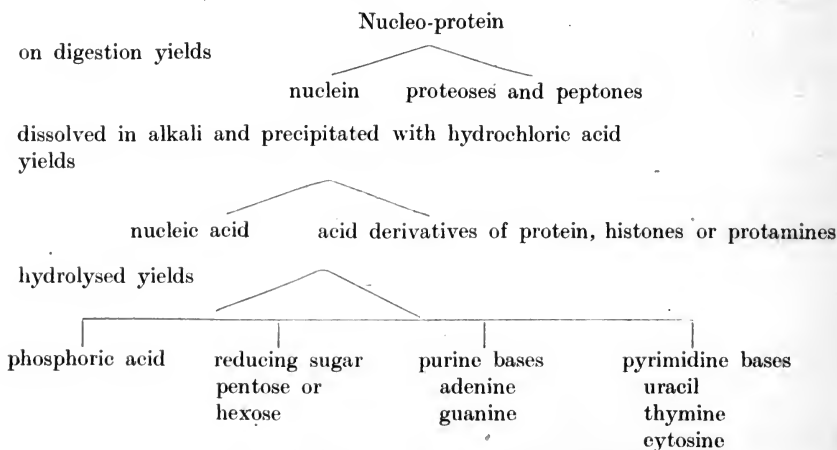 Nucleo-protein
on digestion yields
nuclein proteoses and peptones
dissolved in alkali and precipitated with hydrochloric acid
yields
nucleic acid acid derivatives of protein, histones or protamines
hydrolysed yields
phosphoric acid reducing sugar purine bases pyrimidine bases
pentose or adenine uracil
hexose guanine thymine
cytosine